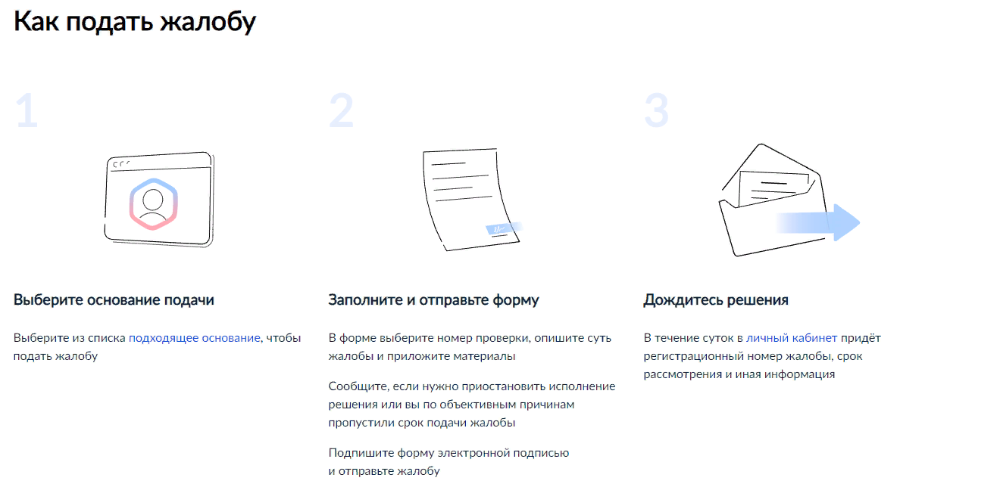 Как подать жалобу
1
Выберите основание подачи
Выберите из списка подходящее основание, чтобы
подать жалобу
2
Заполните и отправьте форму
В форме выберите номер проверки, опишите суть
жалобы и приложите материалы
Сообщите, если нужно приостановить исполнение
решения или вы по объективным причинам
пропустили срок подачи жалобы
Подпишите форму электронной подписью
и отправьте жалобу
3
Дождитесь решения
В течение суток в личный кабинет придёт
регистрационный номер жалобы, срок
рассмотрения и иная информация